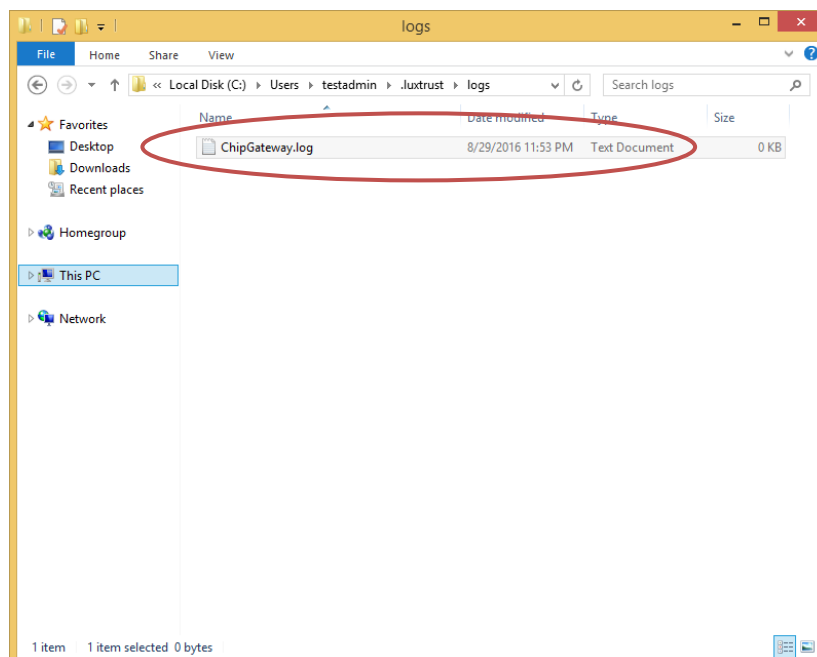 logs
File Home Share View
« Local Disk (C:) Users testadmin .luxtrust logs Search logs
Name Date modified Type Size
ChipGateway.log 8/29/2016 11:53 PM Text Document 0 KB
Favorites
Desktop
Downloads
Recent places
Homegroup
This PC
Network
1 item 1 item selected 0 bytes